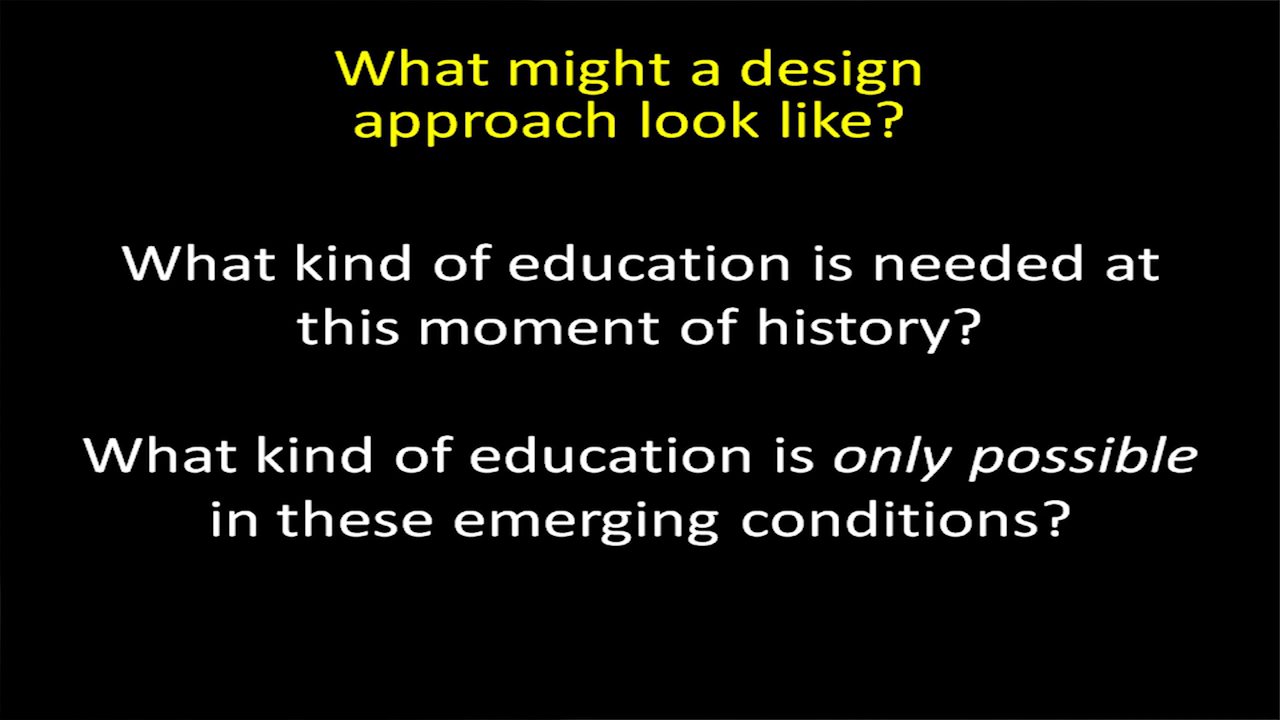 What might a design
approach look like?
What kind of education is needed at
this moment of history?
What kind of education is only possible
in these emerging conditions?